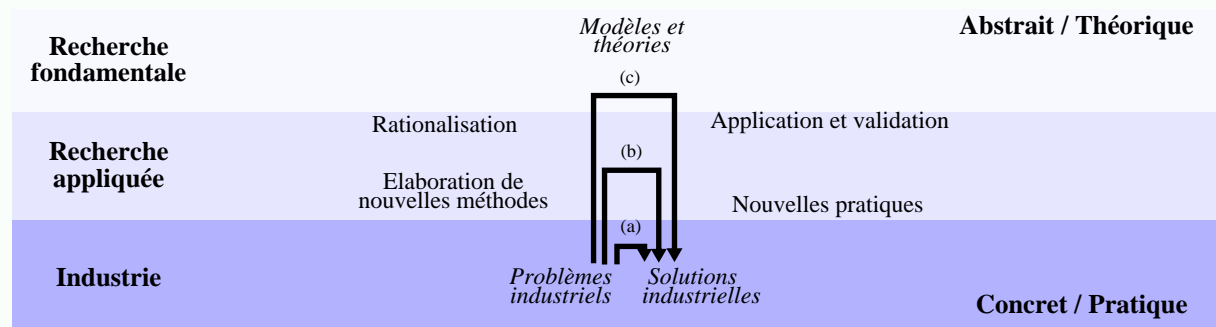 Recherche
fondamentale
Modèles et
théories
Abstrait / Théorique
(c)
Rationalisation
Application et validation
Recherche
appliquée
(b)
Elaboration de
nouvelles méthodes
Nouvelles pratiques
(a)
Industrie
Problèmes
industriels
Solutions
industrielles
Concret / Pratique